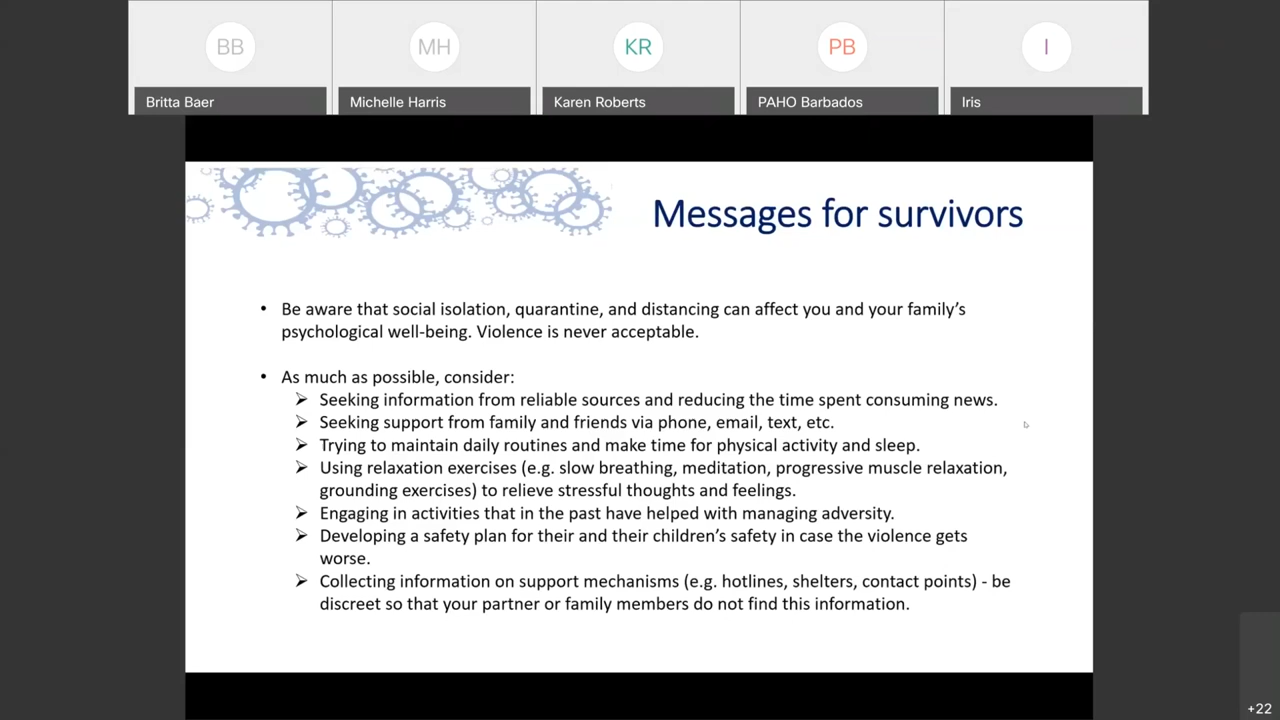 BB
MH
KR
PB
I
Britta Baer
Michelle Harris
Karen Roberts
PAHO Barbados
Iris
Messages for survivors
• Be aware that social isolation, quarantine, and distancing can affect you and your family’s
psychological well-being. Violence is never acceptable.
• As much as possible, consider:
➢ Seeking information from reliable sources and reducing the time spent consuming news.
➢ Seeking support from family and friends via phone, email, text, etc.
➢ Trying to maintain daily routines and make time for physical activity and sleep.
➢ Using relaxation exercises (e.g. slow breathing, meditation, progressive muscle relaxation,
grounding exercises) to relieve stressful thoughts and feelings.
➢ Engaging in activities that in the past have helped with managing adversity.
➢ Developing a safety plan for their and their children’s safety in case the violence gets
worse.
➢ Collecting information on support mechanisms (e.g. hotlines, shelters, contact points) - be
discreet so that your partner or family members do not find this information.
+22